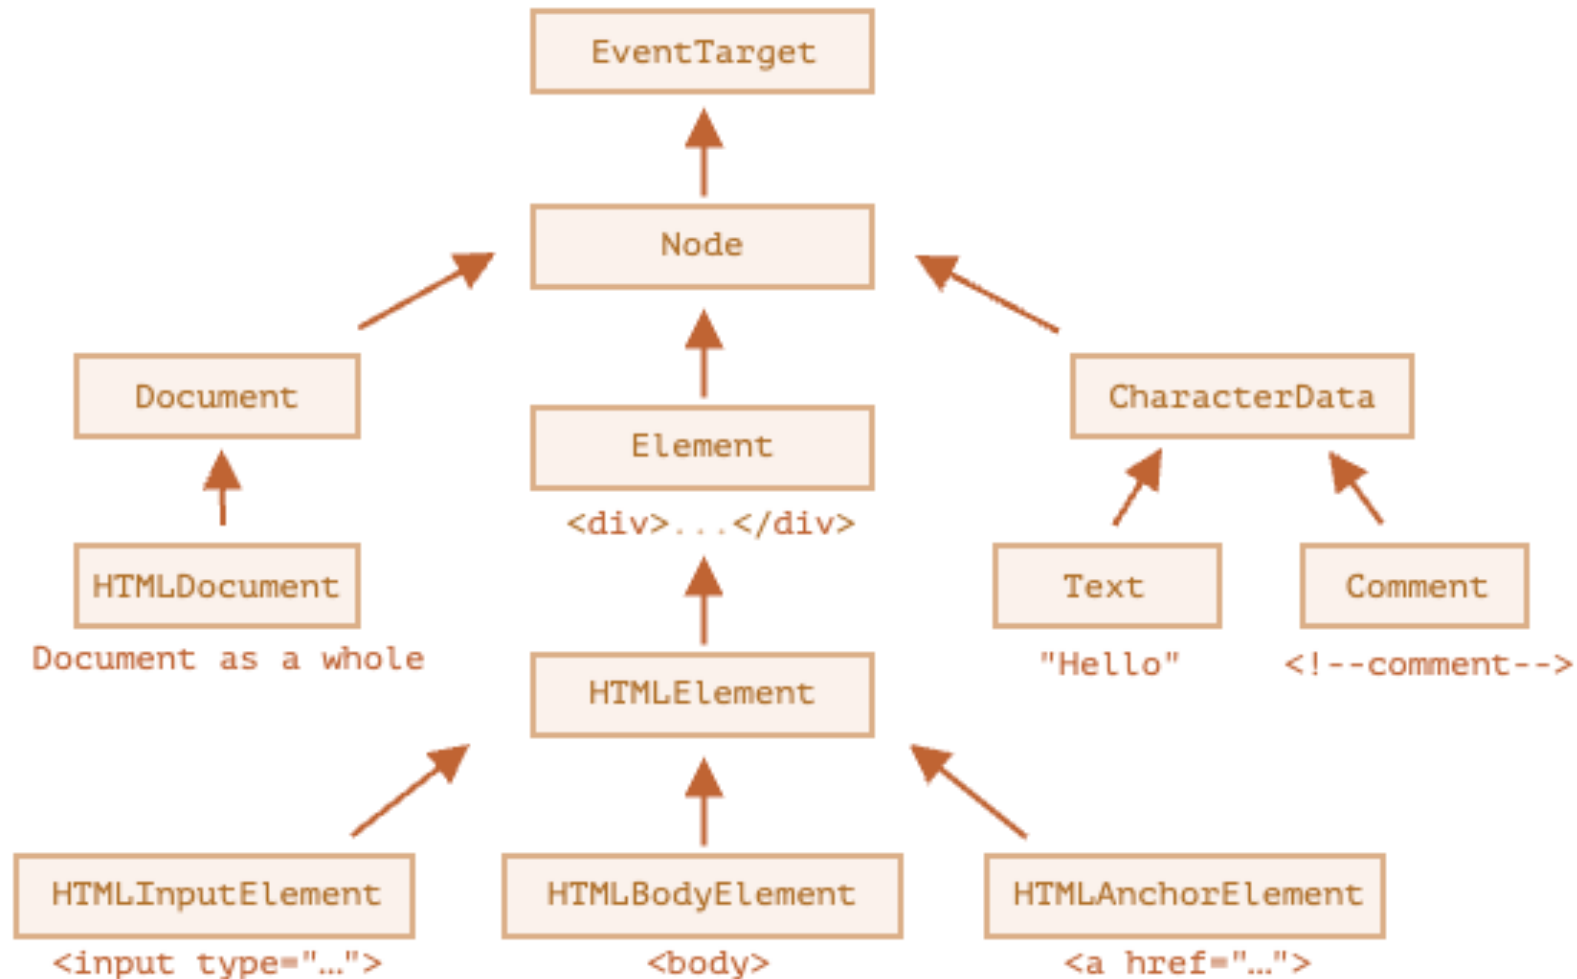 EventTarget
Node
Document
CharacterData
Element
<div>...</div>
HTMLDocument
Text
Comment
Document as a whole
"Hello"
<!--comment-->
HTMLElement
HTMLInputElement
HTMLBodyElement
HTMLAnchorElement
<input type="…">
<body>
<a href="…">